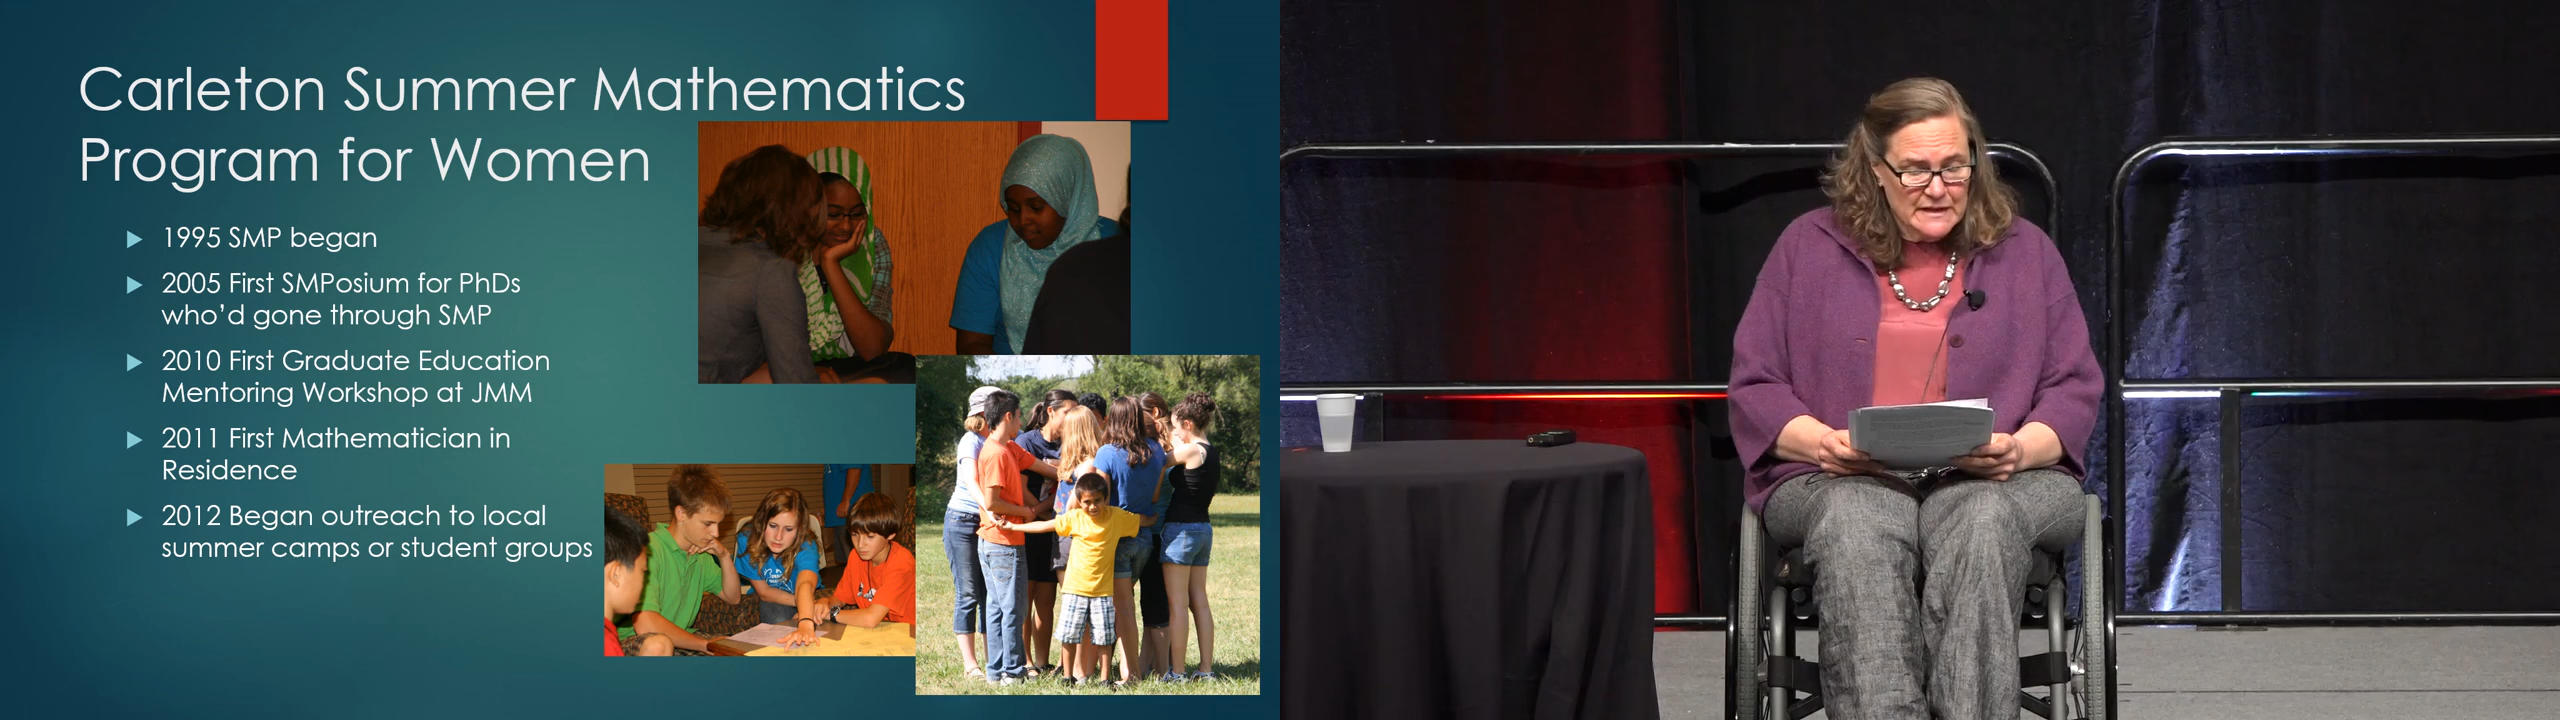 Carleton Summer Mathematics
Program for Women
1995 SMP began
2005 First SMPosium for PhDs
who'd gone through SMP
2010 First Graduate Education
Mentoring Workshop at JMM
2011 First Mathematician in
Residence
2012 Began outreach to local
summer camps or student groups